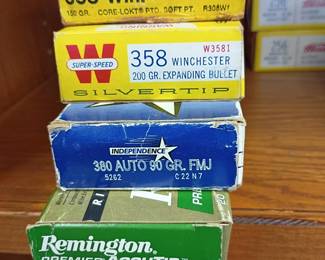 150 GR. CORE-LOKT® PTD. SOFT PT. R308W1
W
SUPER-SPEED
358 WINCHESTER
W3581
200 GR. EXPANDING BULLET
SILVERTIP
INDEPENDENCE
380 AUTO 90 GR. FMJ
5262 C22N7
Remington
PREMIER ACCUTIP